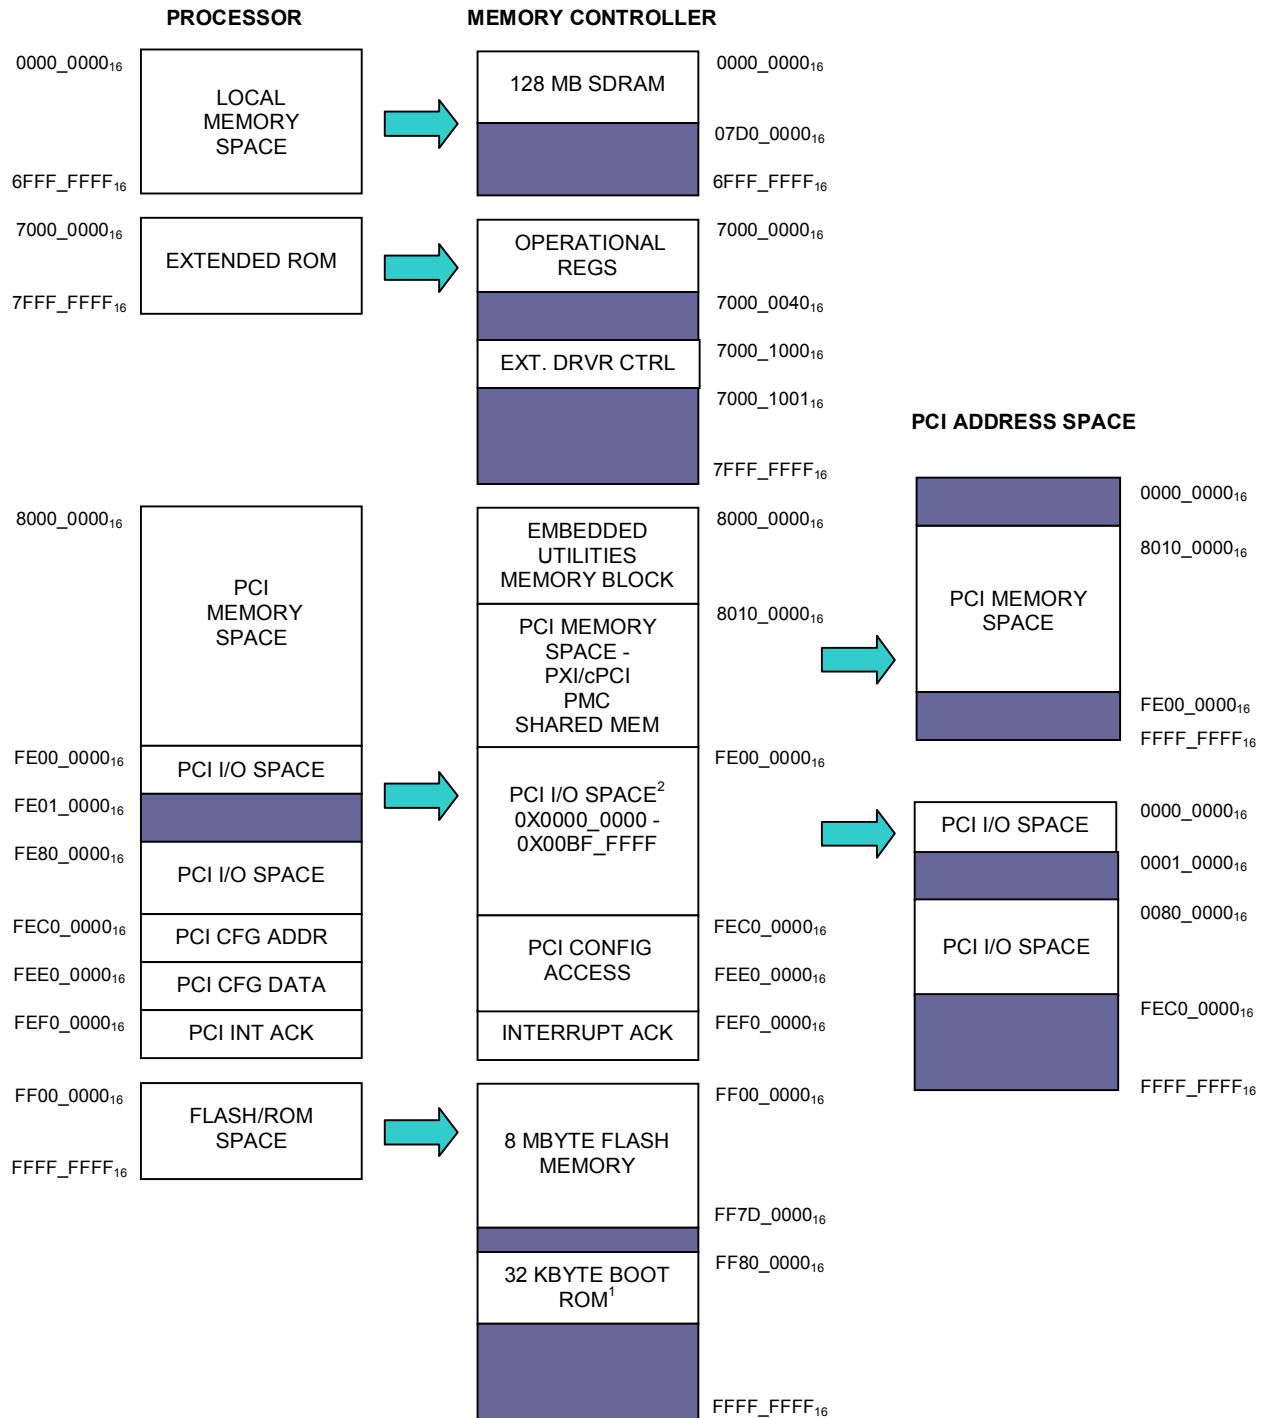 PROCESSOR
MEMORY CONTROLLER
0000_0000₁₆
LOCAL
MEMORY
SPACE
6FFF_FFFF₁₆
128 MB SDRAM
0000_0000₁₆
07D0_0000₁₆
6FFF_FFFF₁₆
7000_0000₁₆
EXTENDED ROM
7FFF_FFFF₁₆
OPERATIONAL
REGS
7000_0000₁₆
7000_0040₁₆
EXT. DRVR CTRL
7000_1000₁₆
7000_1001₁₆
7FFF_FFFF₁₆
PCI ADDRESS SPACE
8000_0000₁₆
PCI
MEMORY
SPACE
FE00_0000₁₆
PCI I/O SPACE
FE01_0000₁₆
FE80_0000₁₆
PCI I/O SPACE
FEC0_0000₁₆
PCI CFG ADDR
FEE0_0000₁₆
PCI CFG DATA
FEF0_0000₁₆
PCI INT ACK
EMBEDDED
UTILITIES
MEMORY BLOCK
8000_0000₁₆
8010_0000₁₆
PCI MEMORY
SPACE -
PXI/cPCI
PMC
SHARED MEM
FE00_0000₁₆
PCI I/O SPACE²
0X0000_0000 -
0X00BF_FFFF
FEC0_0000₁₆
PCI CONFIG
ACCESS
FEE0_0000₁₆
FEF0_0000₁₆
INTERRUPT ACK
0000_0000₁₆
8010_0000₁₆
PCI MEMORY
SPACE
FE00_0000₁₆
FFFF_FFFF₁₆
PCI I/O SPACE
0000_0000₁₆
0001_0000₁₆
0080_0000₁₆
PCI I/O SPACE
FEC0_0000₁₆
FFFF_FFFF₁₆
FF00_0000₁₆
FLASH/ROM
SPACE
FFFF_FFFF₁₆
FF00_0000₁₆
8 MBYTE FLASH
MEMORY
FF7D_0000₁₆
FF80_0000₁₆
32 KBYTE BOOT
ROM¹
FFFF_FFFF₁₆